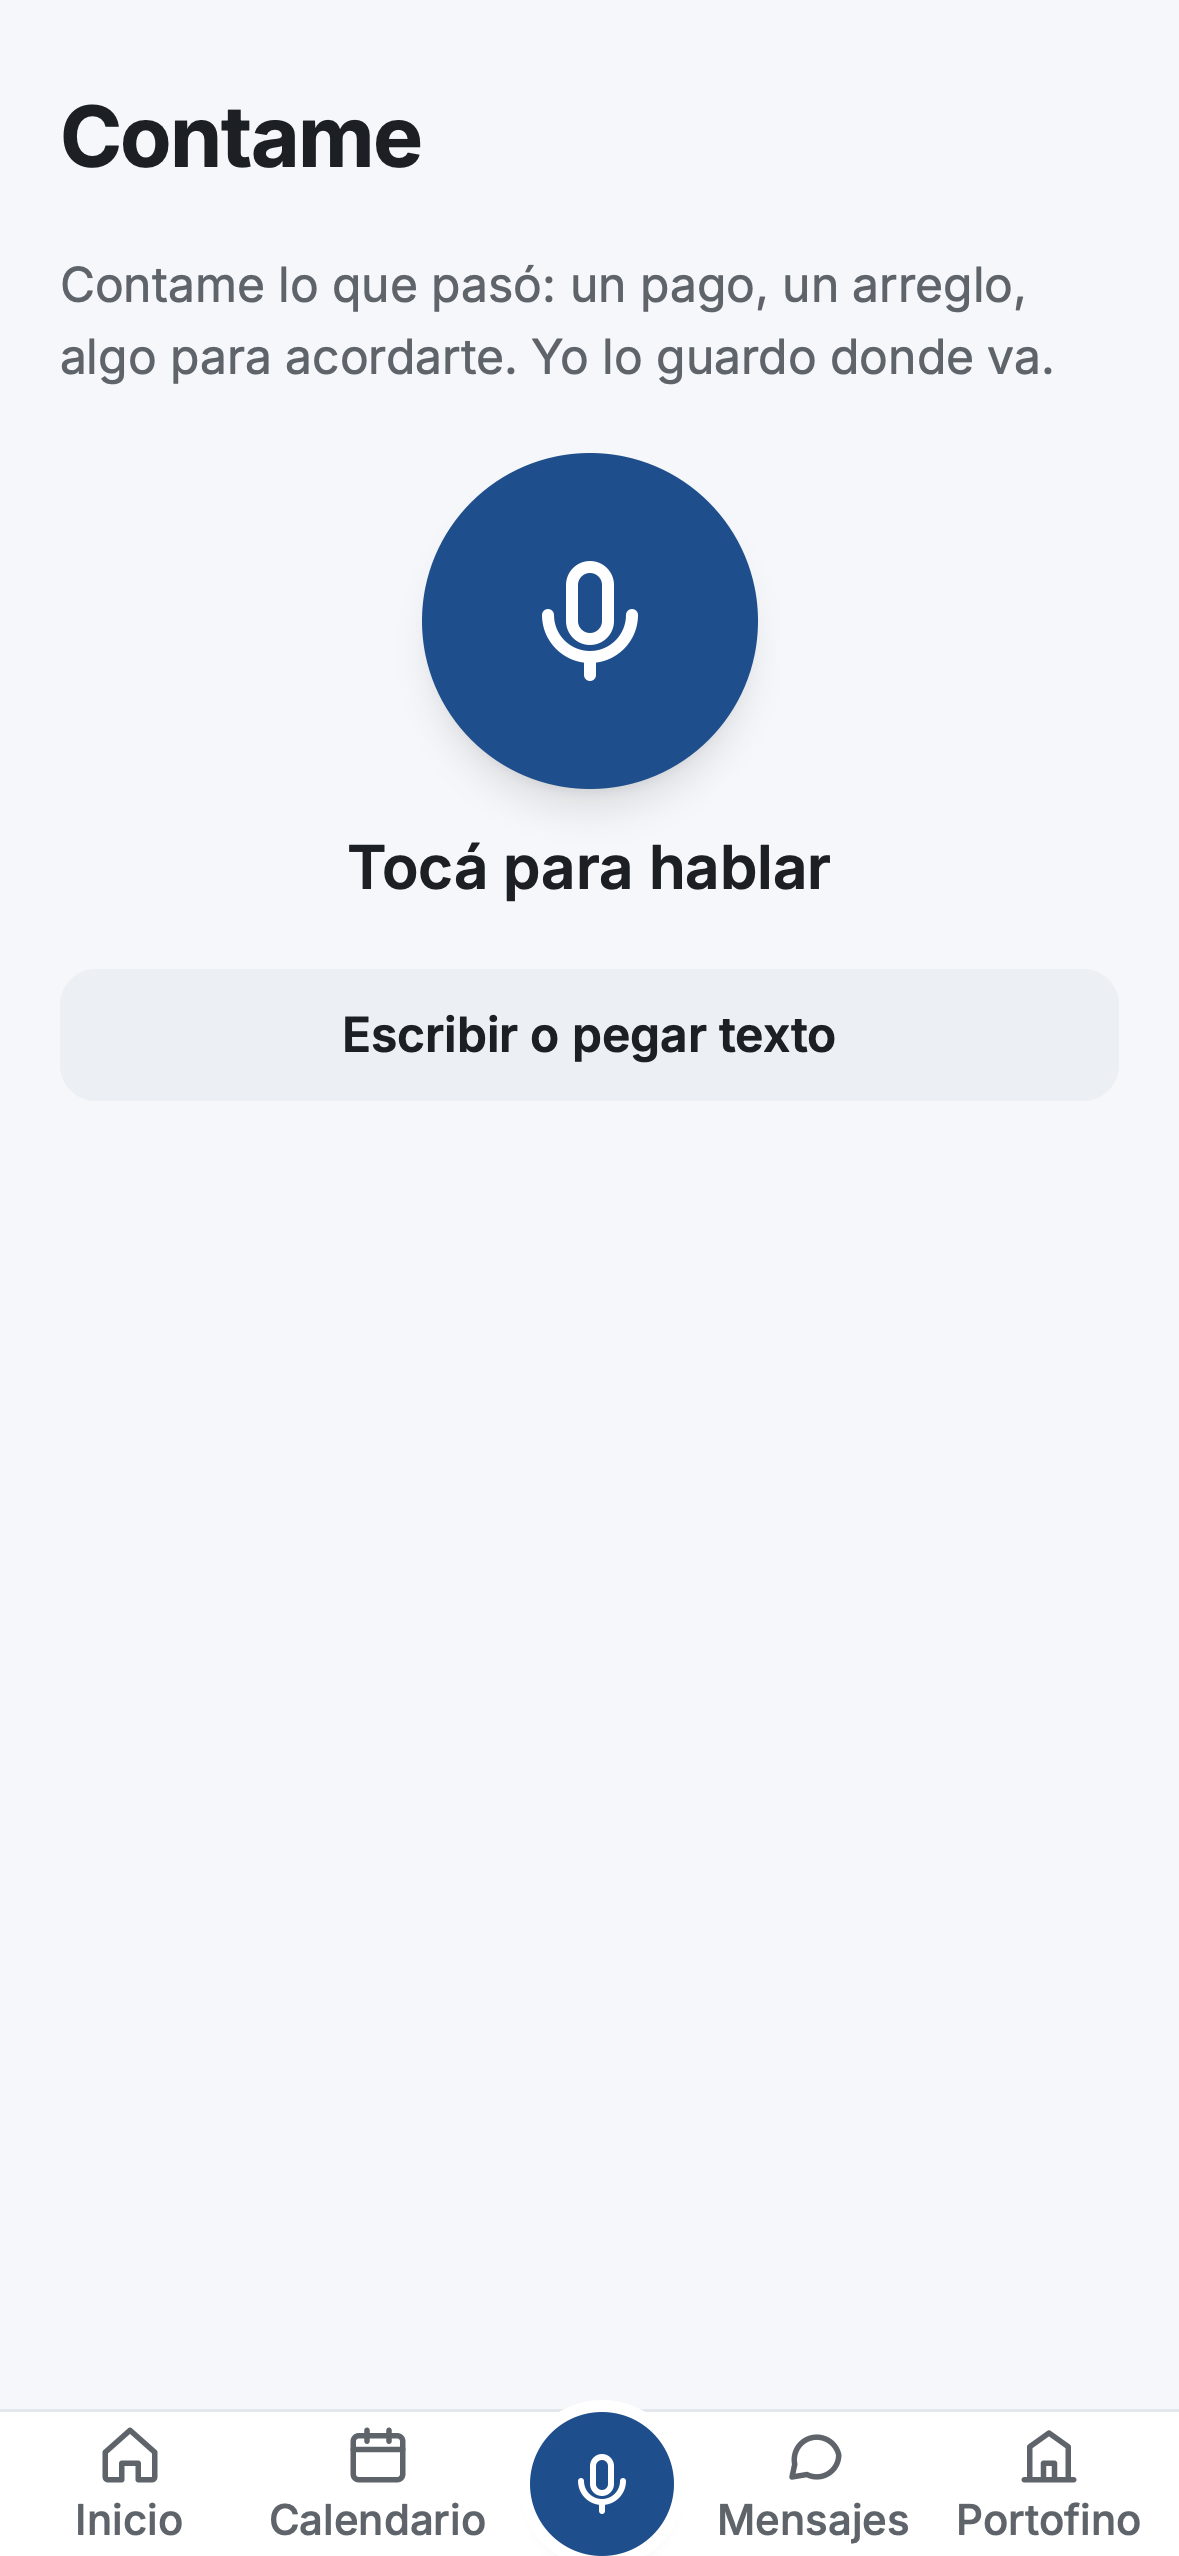 Contame
Contame lo que pasó: un pago, un arreglo,
algo para acordarte. Yo lo guardo donde va.
Tocá para hablar
Escribir o pegar texto
Inicio
Calendario
Mensajes
Portofino